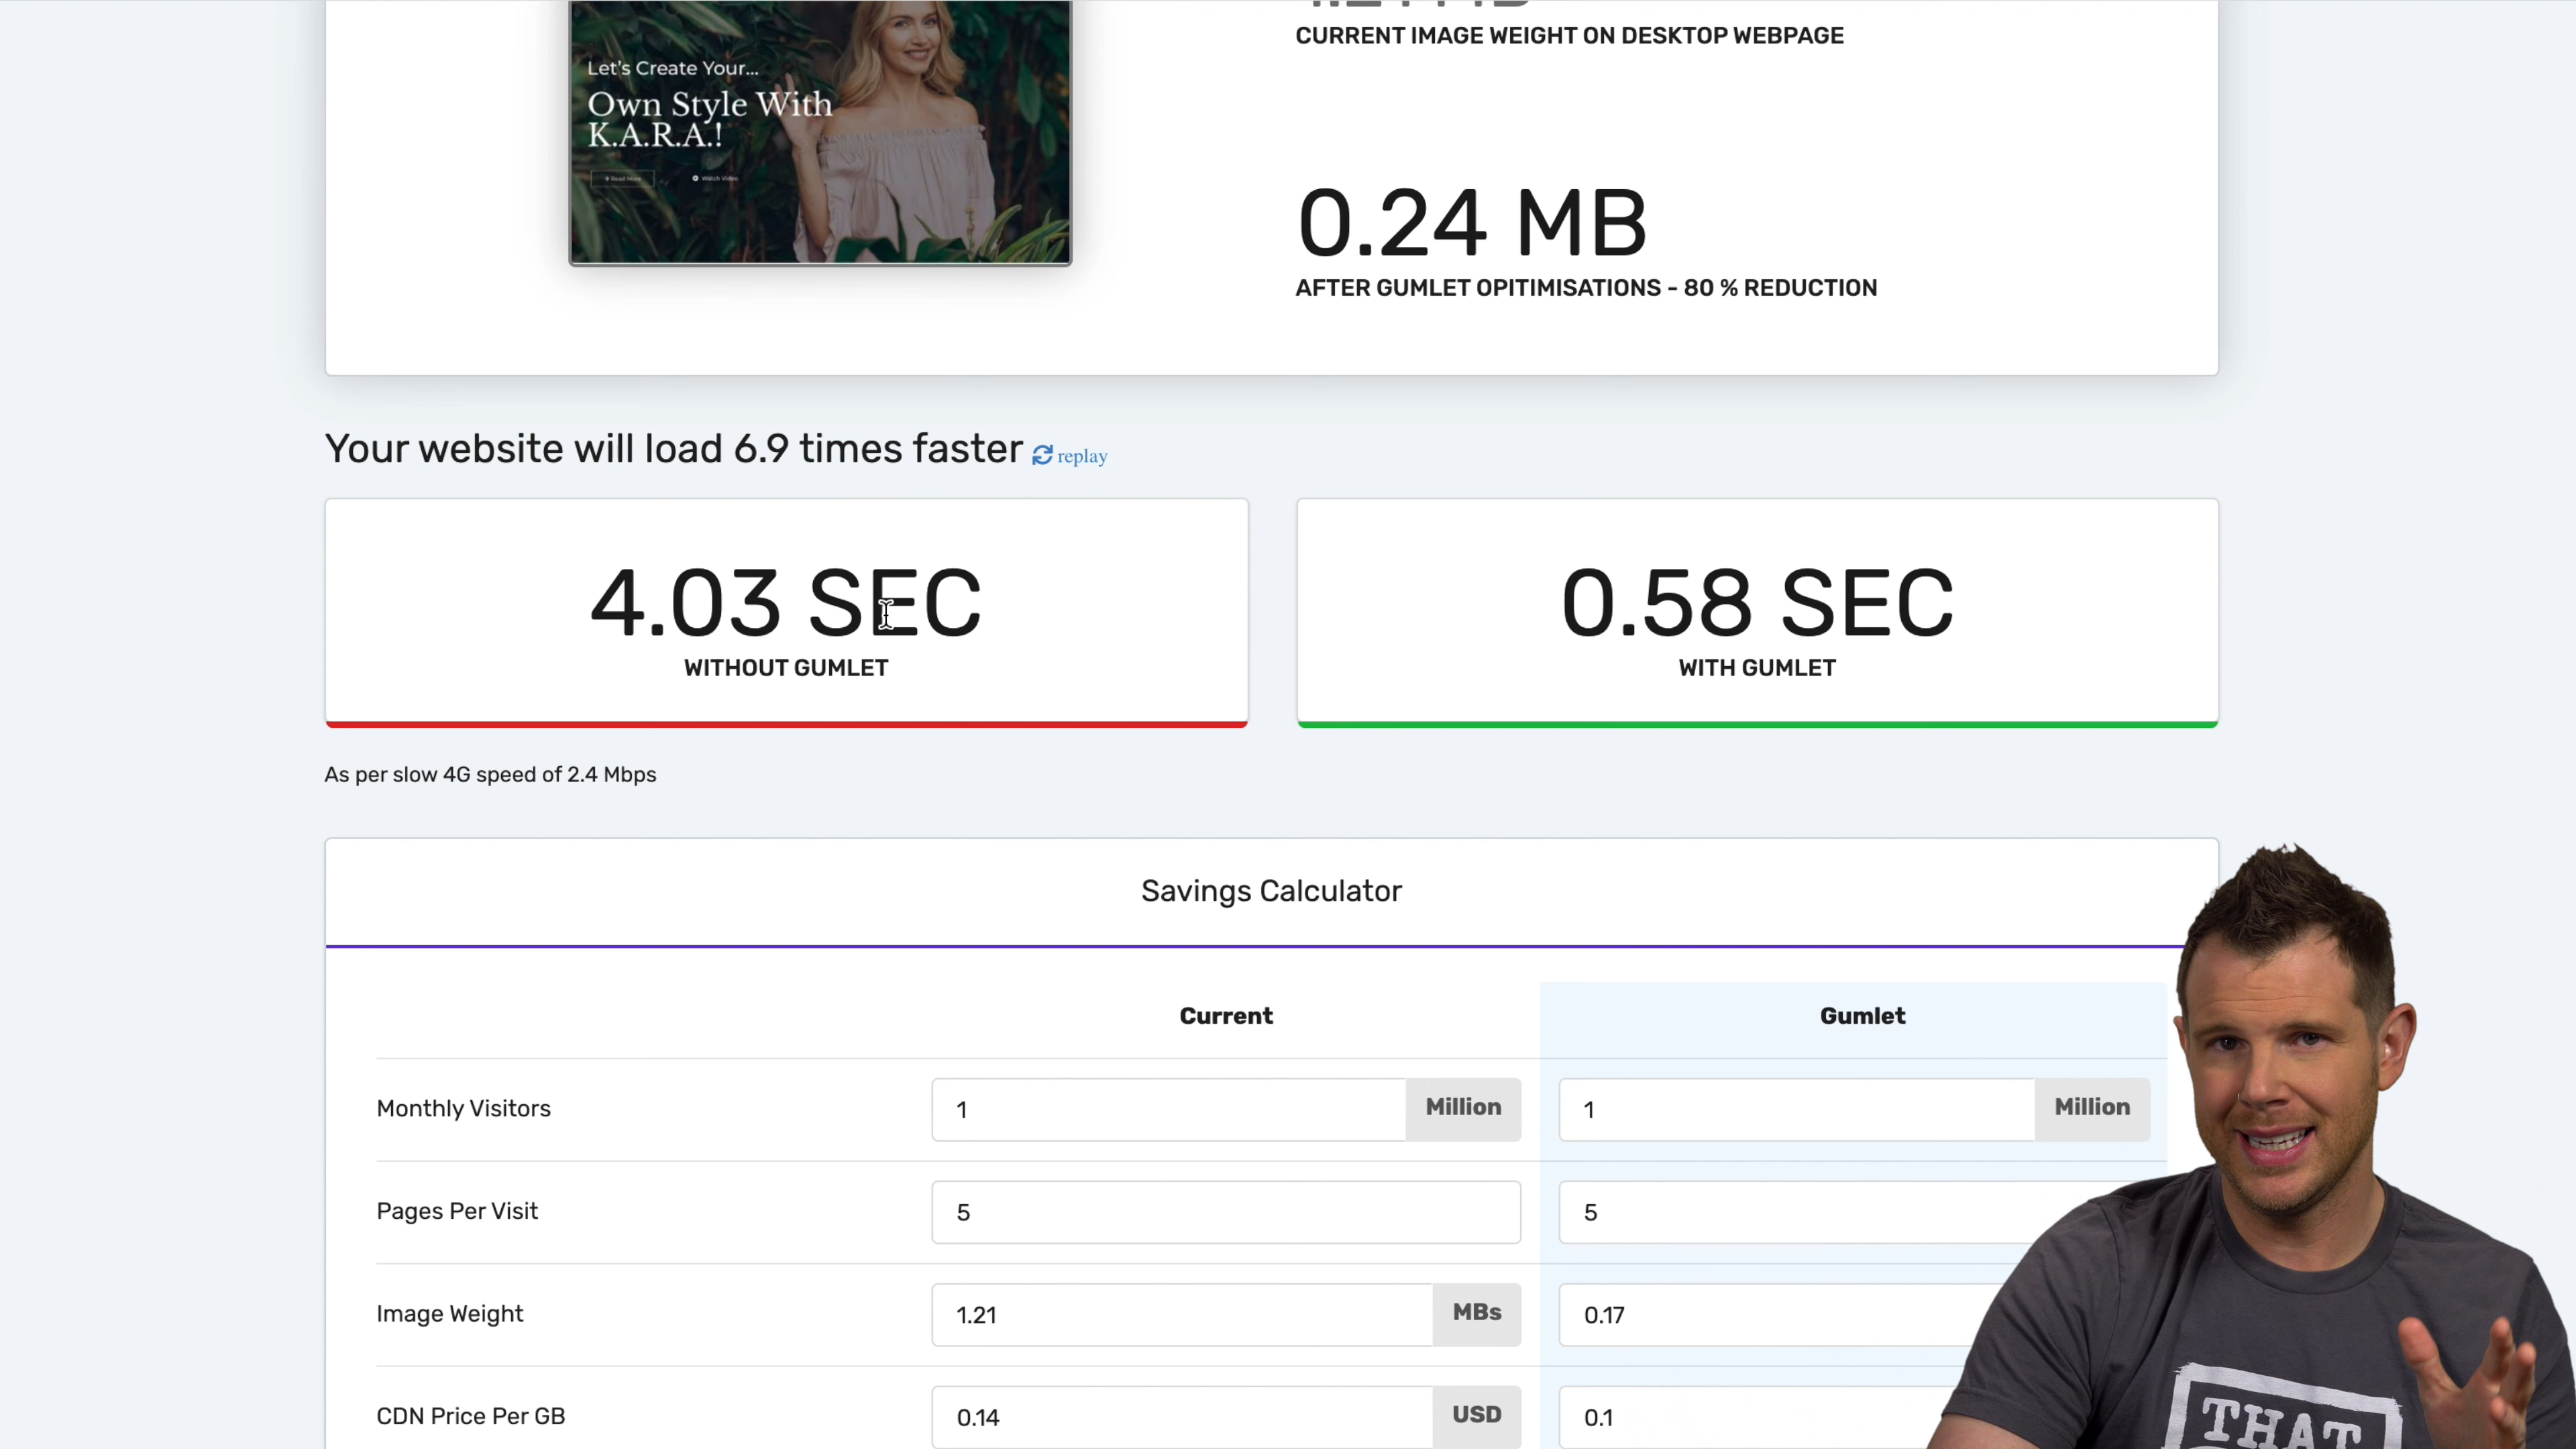 CURRENT IMAGE WEIGHT ON DESKTOP WEBPAGE
Let's Create Your...
Own Style With
K.A.R.A.!
Read More
Watch Video
0.24 MB
AFTER GUMLET OPITIMISATIONS - 80 % REDUCTION
Your website will load 6.9 times faster replay
4.03 SEC
WITHOUT GUMLET
0.58 SEC
WITH GUMLET
As per slow 4G speed of 2.4 Mbps
Savings Calculator
Current Gumlet
Monthly Visitors 1 Million 1 Million
Pages Per Visit 5 5
Image Weight 1.21 MBs 0.17
CDN Price Per GB 0.14 USD 0.1
THAT